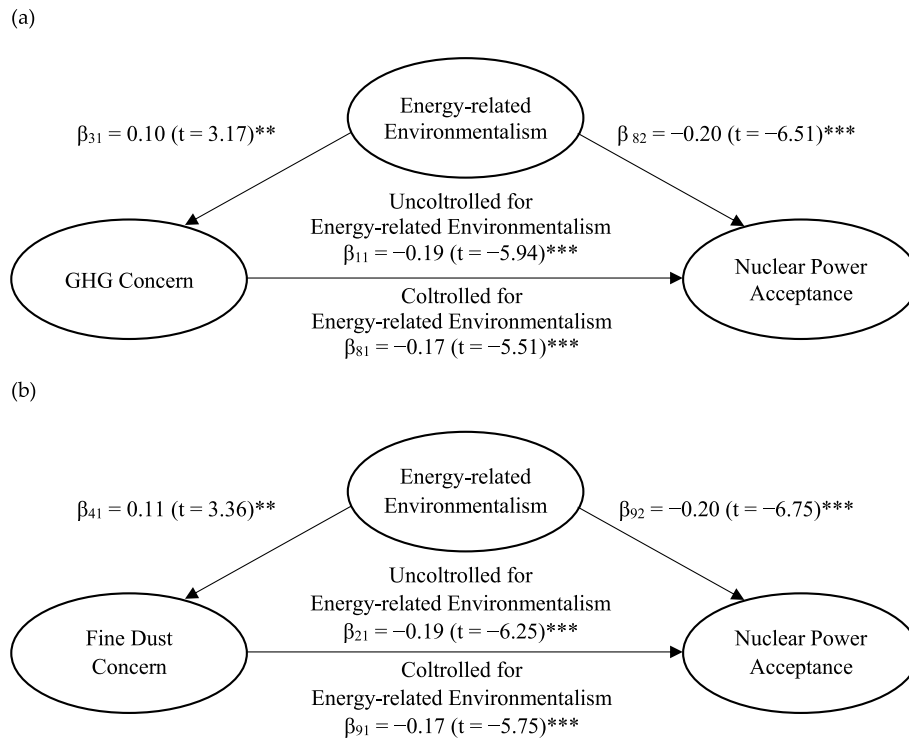 (a)
Energy-related
Environmentalism
β31 = 0.10 (t = 3.17)**
β 82 = −0.20 (t = −6.51)***
Uncoltrolled for
Energy-related Environmentalism
β11 = −0.19 (t = −5.94)***
GHG Concern
Nuclear Power
Acceptance
Coltrolled for
Energy-related Environmentalism
β81 = −0.17 (t = −5.51)***
(b)
Energy-related
Environmentalism
β41 = 0.11 (t = 3.36)**
β92 = −0.20 (t = −6.75)***
Uncoltrolled for
Energy-related Environmentalism
β21 = −0.19 (t = −6.25)***
Fine Dust
Concern
Nuclear Power
Acceptance
Coltrolled for
Energy-related Environmentalism
β91 = −0.17 (t = −5.75)***